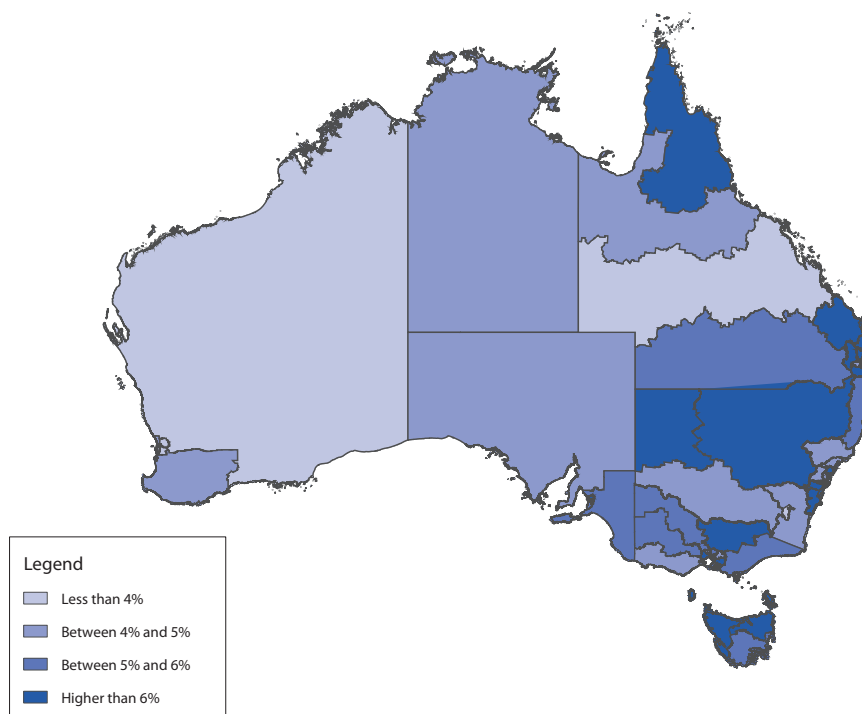 Legend
Less than 4%
Between 4% and 5%
Between 5% and 6%
Higher than 6%